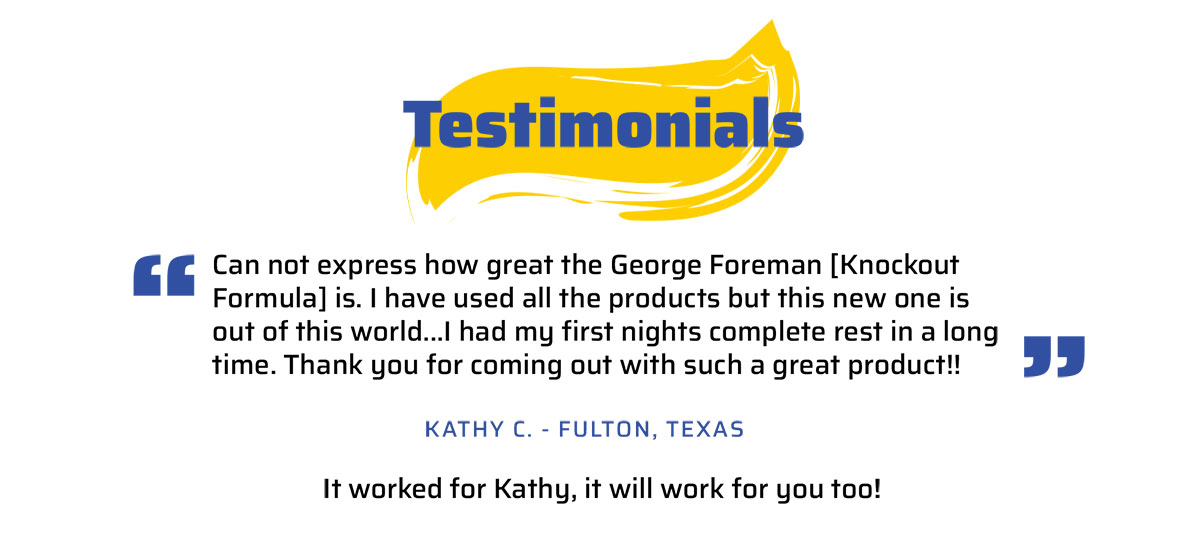 Testimonials
“
Can not express how great the George Foreman [Knockout
Formula] is. I have used all the products but this new one is
out of this world...I had my first nights complete rest in a long
time. Thank you for coming out with such a great product!!
”
KATHY C. - FULTON, TEXAS
It worked for Kathy, it will work for you too!